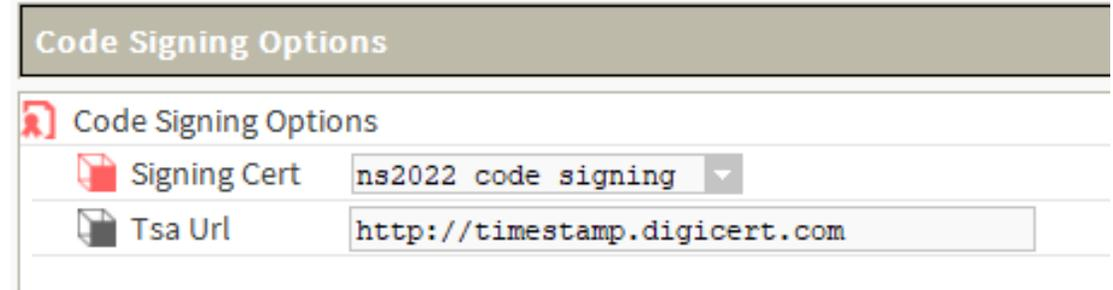 Code Signing Options
Code Signing Options
Signing Cert ns2022 code signing
Tsa Url http://timestamp.digicert.com